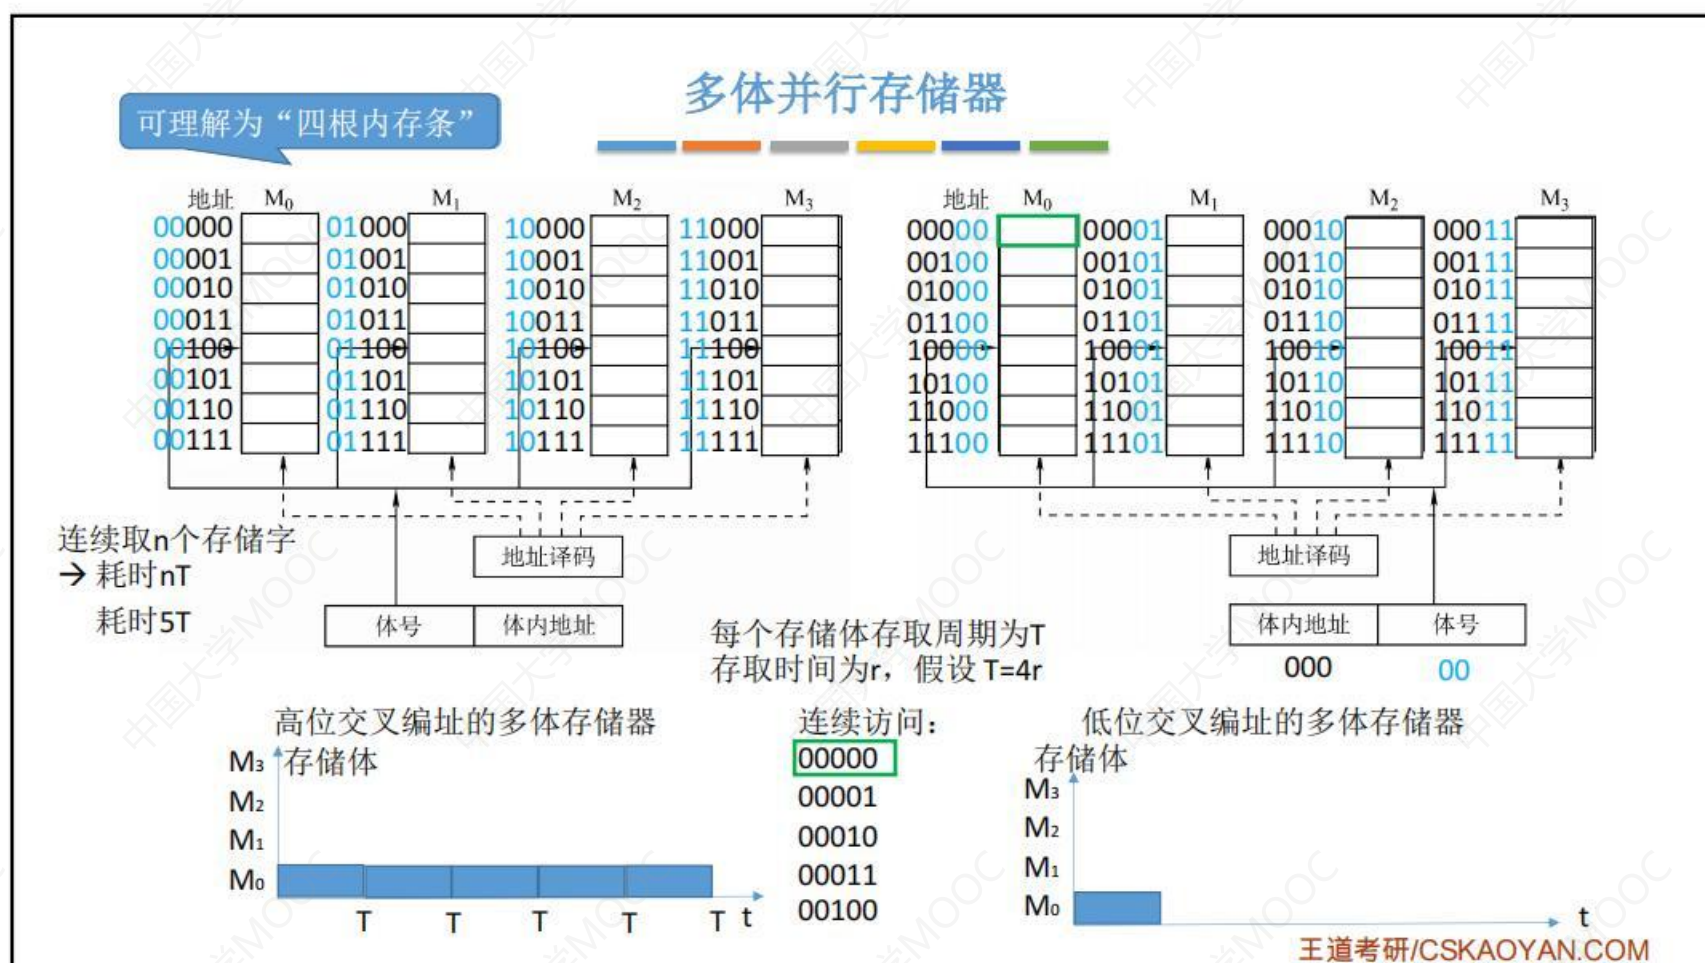 多体并行存储器
可理解为“四根内存条”
地址 M₀ M₁ M₂ M₃
00000 01000 10000 11000
00001 01001 10001 11001
00010 01010 10010 11010
00011 01011 10011 11011
00100 01100 10100 11100
00101 01101 10101 11101
00110 01110 10110 11110
00111 01111 10111 11111
地址译码
体号 体内地址
连续取n个存储字
→ 耗时nT
耗时5T
高位交叉编址的多体存储器
地址 M₀ M₁ M₂ M₃
00000 00001 00010 00011
00100 00101 00110 00111
01000 01001 01010 01011
01100 01101 01110 01111
10000 10001 10010 10011
10100 10101 10110 10111
11000 11001 11010 11011
11100 11101 11110 11111
地址译码
体内地址 体号
000 00
每个存储体存取周期为T
存取时间为r，假设 T=4r
低位交叉编址的多体存储器
存储体
M₃
M₂
M₁
M₀
T T T T T t
连续访问：
00000
00001
00010
00011
00100
存储体
M₃
M₂
M₁
M₀
t
王道考研/CSKAOYAN.COM
中国大学MOOC